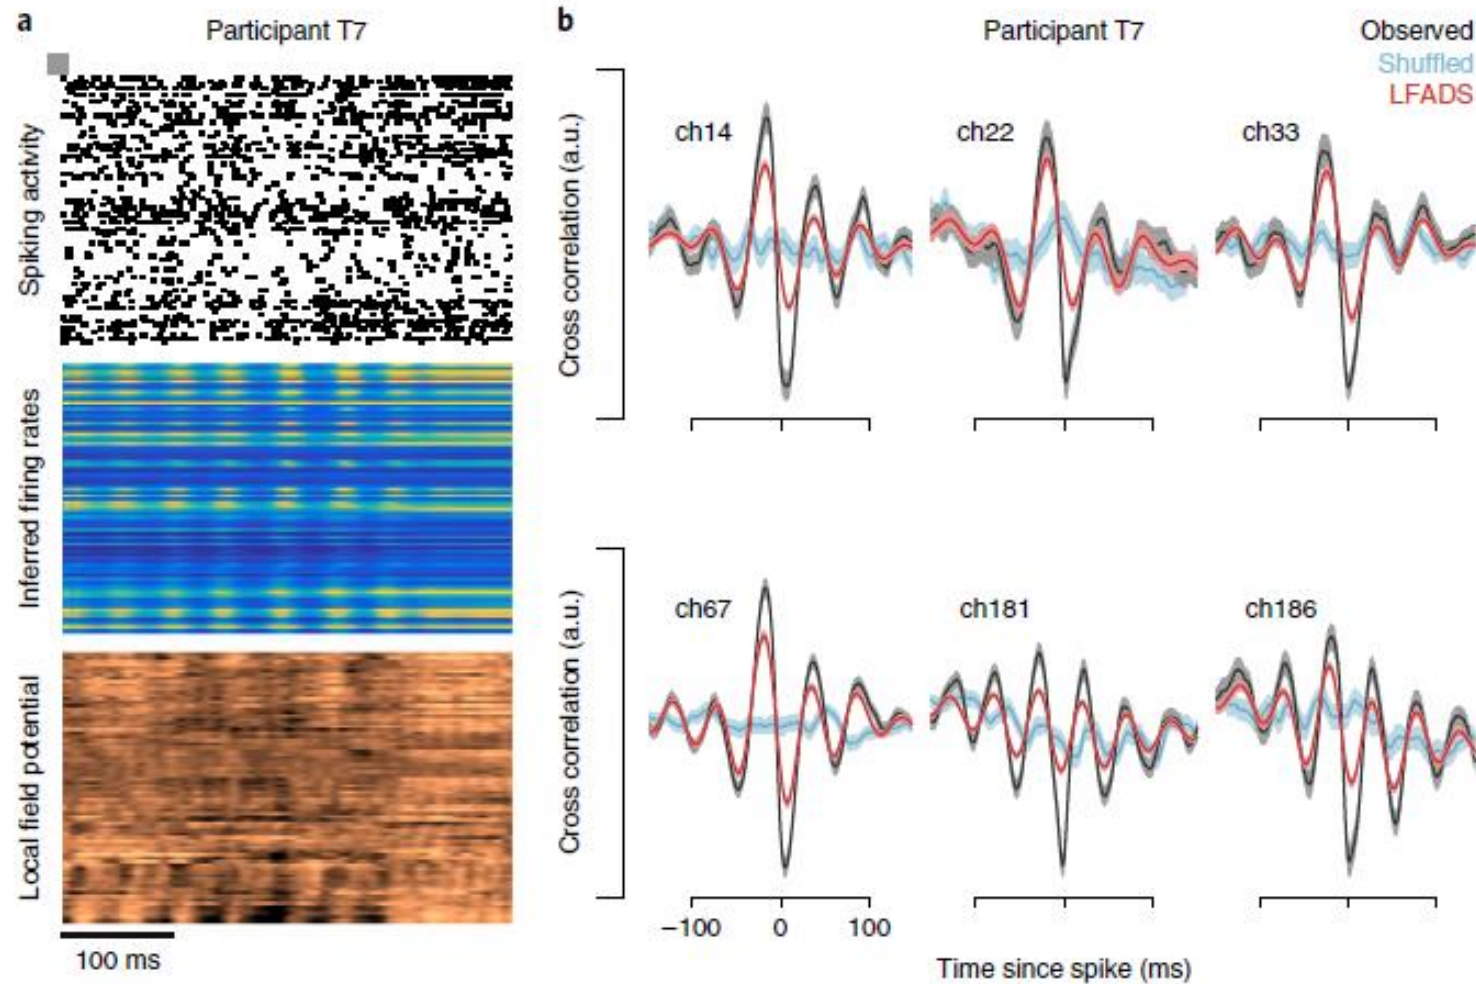 a
Participant T7
Spiking activity
Inferred firing rates
Local field potential
100 ms
b
Participant T7
Observed
Shuffled
LFADS
Cross correlation (a.u.)
ch14
ch22
ch33
Cross correlation (a.u.)
ch67
ch181
ch186
−100 0 100
Time since spike (ms)